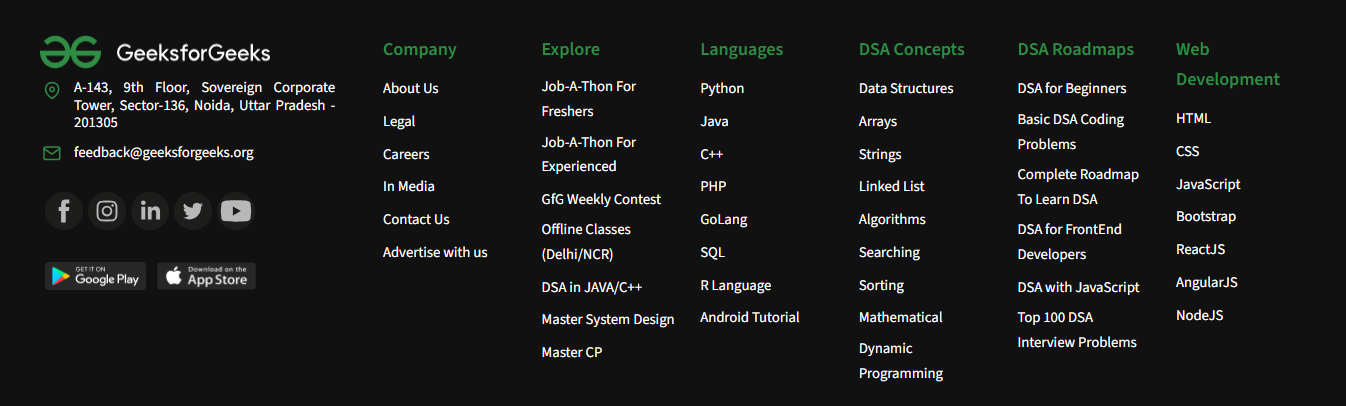 GeeksforGeeks
A-143, 9th Floor, Sovereign Corporate
Tower, Sector-136, Noida, Uttar Pradesh -
201305
feedback@geeksforgeeks.org
GET IT ON
Google Play
Download on the
App Store
Company
About Us
Legal
Careers
In Media
Contact Us
Advertise with us
Explore
Job-A-Thon For
Freshers
Job-A-Thon For
Experienced
GfG Weekly Contest
Offline Classes
(Delhi/NCR)
DSA in JAVA/C++
Master System Design
Master CP
Languages
Python
Java
C++
PHP
GoLang
SQL
R Language
Android Tutorial
DSA Concepts
Data Structures
Arrays
Strings
Linked List
Algorithms
Searching
Sorting
Mathematical
Dynamic
Programming
DSA Roadmaps
DSA for Beginners
Basic DSA Coding
Problems
Complete Roadmap
To Learn DSA
DSA for FrontEnd
Developers
DSA with JavaScript
Top 100 DSA
Interview Problems
Web
Development
HTML
CSS
JavaScript
Bootstrap
ReactJS
AngularJS
NodeJS